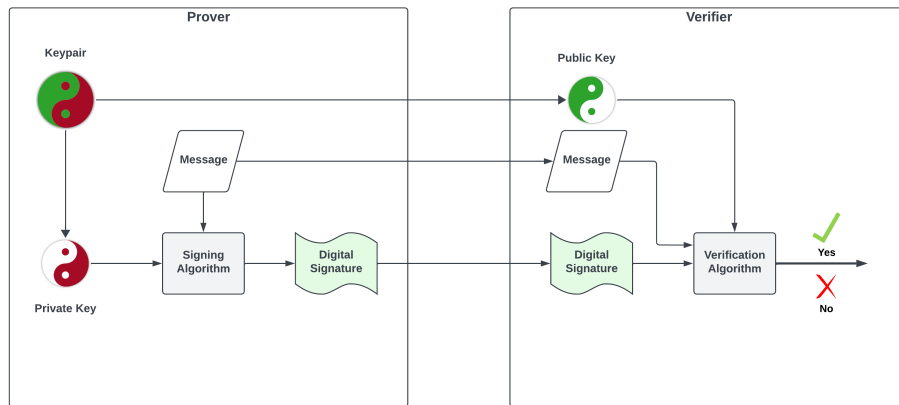 Prover
Verifier
Keypair
Public Key
Message
Message
Signing
Algorithm
Digital
Signature
Digital
Signature
Verification
Algorithm
Yes
No
Private Key